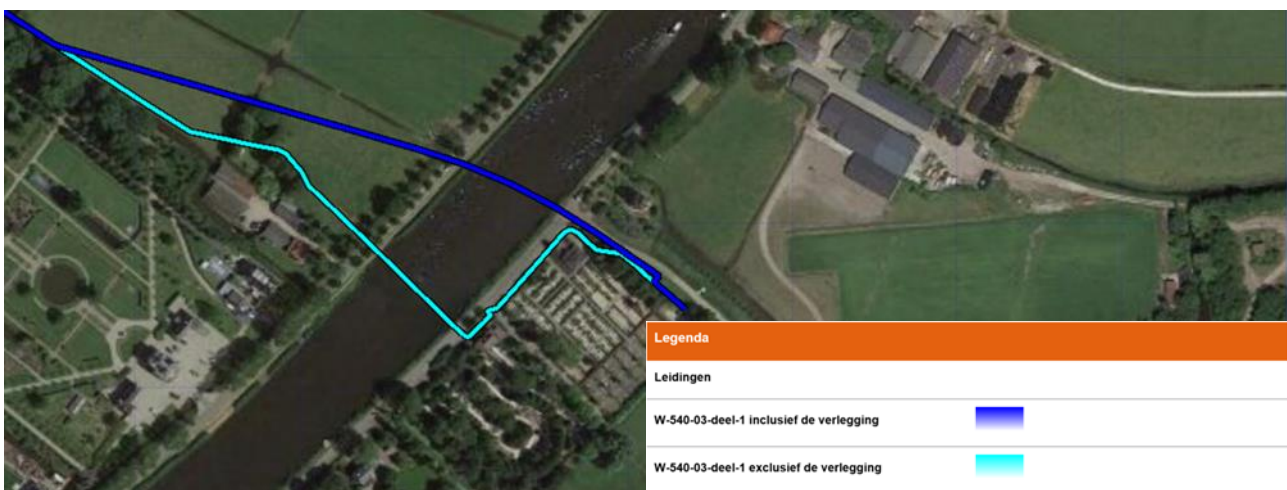 Legenda
Leidingen
W-540-03-deel-1 inclusief de verlegging
W-540-03-deel-1 exclusief de verlegging